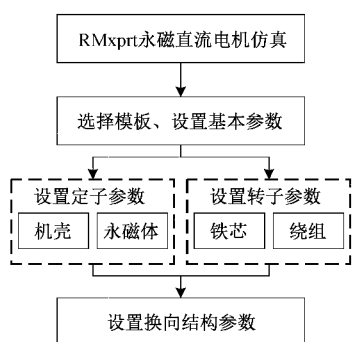 RMxprt永磁直流电机仿真
选择模板、设置基本参数
设置定子参数
机壳
永磁体
设置转子参数
铁芯
绕组
设置换向结构参数